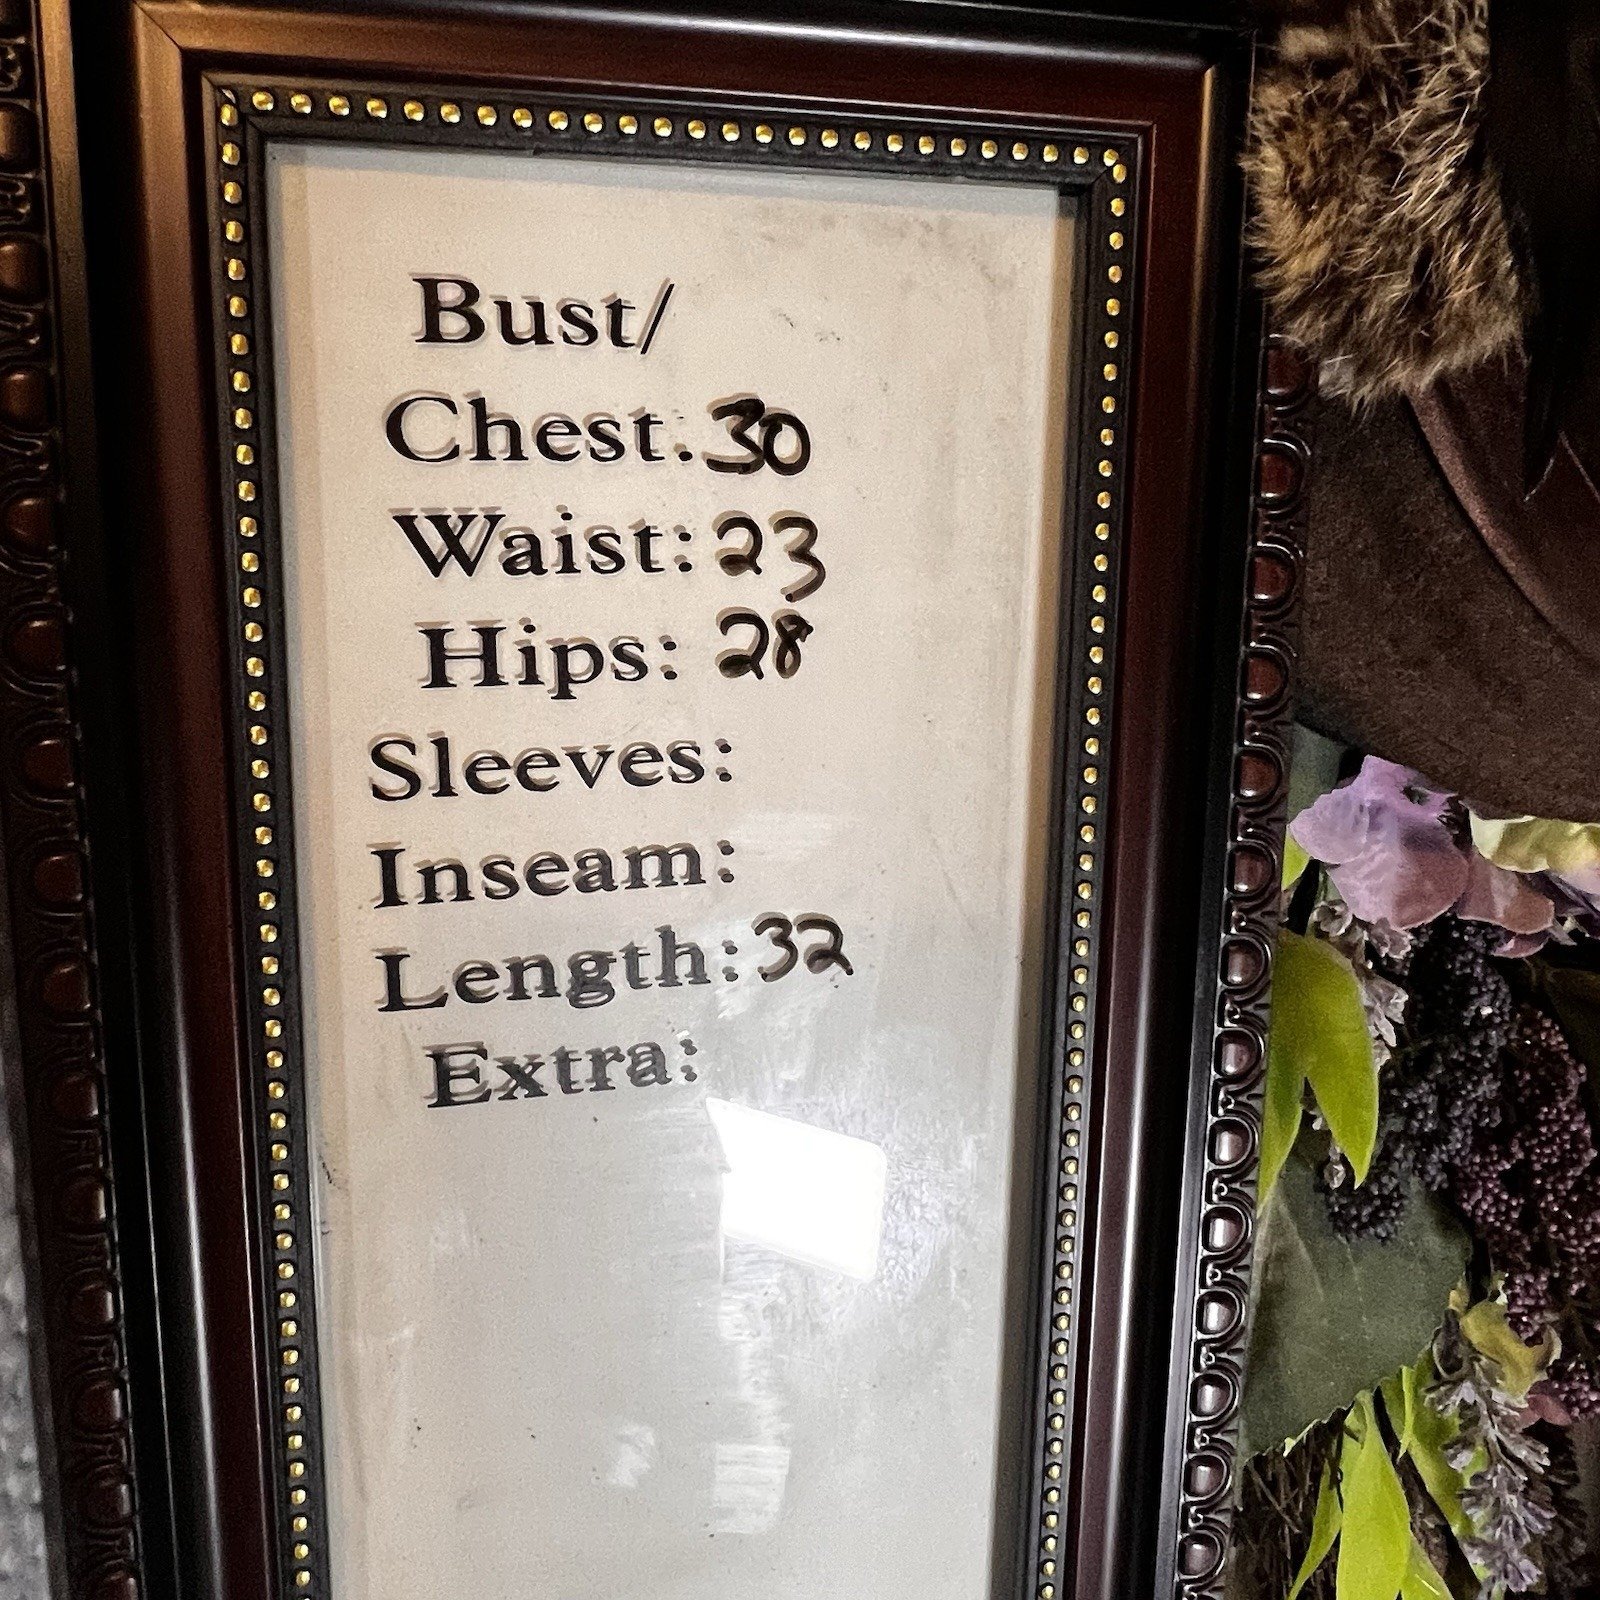 Bust/
Chest: 30
Waist: 23
Hips: 28
Sleeves:
Inseam:
Length: 32
Extra: